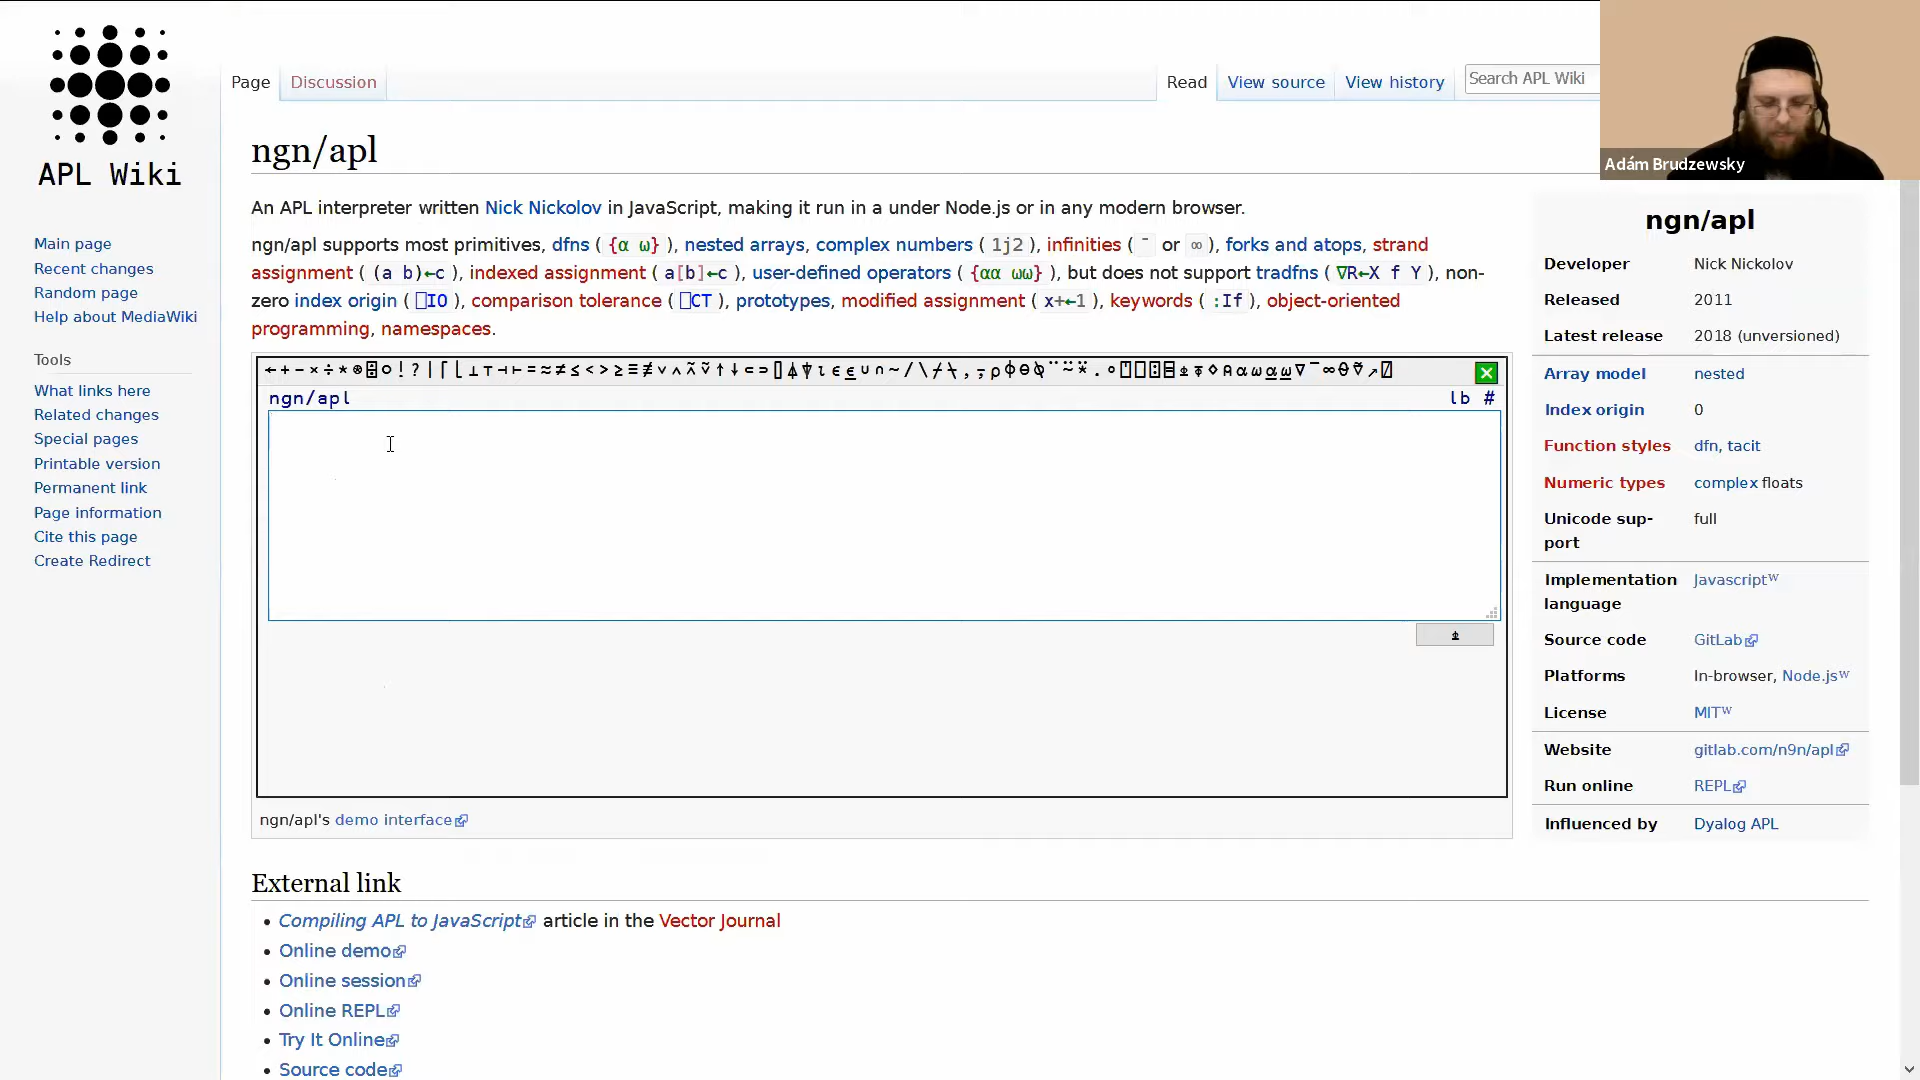 Page
Discussion
Read
View source
View history
Search APL Wiki
APL Wiki
Adám Brudzewsky
ngn/apl
An APL interpreter written Nick Nickolov in JavaScript, making it run in a under Node.js or in any modern browser.
ngn/apl supports most primitives, dfns ( {⍺ ⍵} ), nested arrays, complex numbers ( 1j2 ), infinities ( ¯ or ∞ ), forks and atops, strand
assignment ( (a b)←c ), indexed assignment ( a[b]←c ), user-defined operators ( {⍺⍺ ⍵⍵} ), but does not support tradfns ( ∇R←X f Y ), non-
zero index origin ( ⎕IO ), comparison tolerance ( ⎕CT ), prototypes, modified assignment ( x+←1 ), keywords ( :If ), object-oriented
programming, namespaces.
ngn/apl
lb #
ngn/apl's demo interface
External link
Compiling APL to JavaScript article in the Vector Journal
Online demo
Online session
Online REPL
Try It Online
Source code
Main page
Recent changes
Random page
Help about MediaWiki
Tools
What links here
Related changes
Special pages
Printable version
Permanent link
Page information
Cite this page
Create Redirect
ngn/apl
Developer Nick Nickolov
Released 2011
Latest release 2018 (unversioned)
Array model nested
Index origin 0
Function styles dfn, tacit
Numeric types complex floats
Unicode sup- full
port
Implementation Javascriptᵂ
language
Source code GitLab
Platforms In-browser, Node.jsᵂ
License MITᵂ
Website gitlab.com/n9n/apl
Run online REPL
Influenced by Dyalog APL